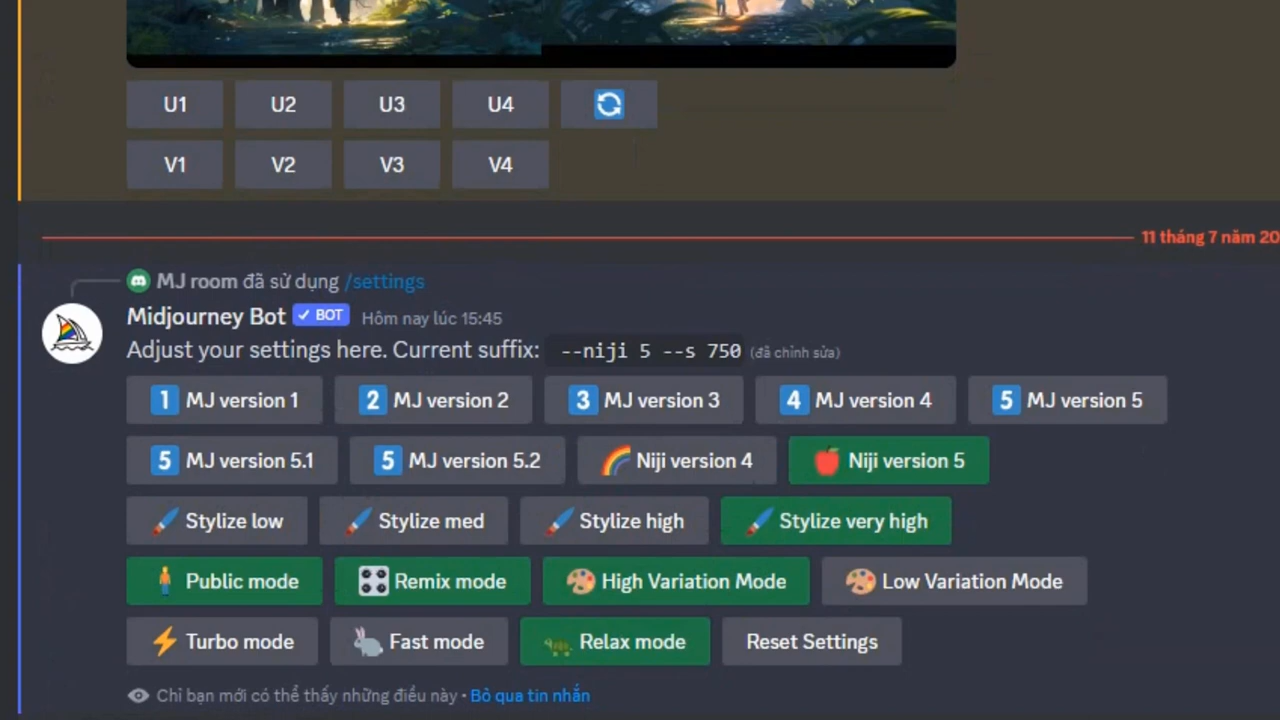 U1 U2 U3 U4
V1 V2 V3 V4
11 tháng 7 năm 20
MJ room đã sử dụng /settings
Midjourney Bot ✓ BOT Hôm nay lúc 15:45
Adjust your settings here. Current suffix: --niji 5 --s 750 (đã chỉnh sửa)
1 MJ version 1 2 MJ version 2 3 MJ version 3 4 MJ version 4 5 MJ version 5
5 MJ version 5.1 5 MJ version 5.2 Niji version 4 Niji version 5
Stylize low Stylize med Stylize high Stylize very high
Public mode Remix mode High Variation Mode Low Variation Mode
Turbo mode Fast mode Relax mode Reset Settings
Chỉ bạn mới có thể thấy những điều này • Bỏ qua tin nhắn